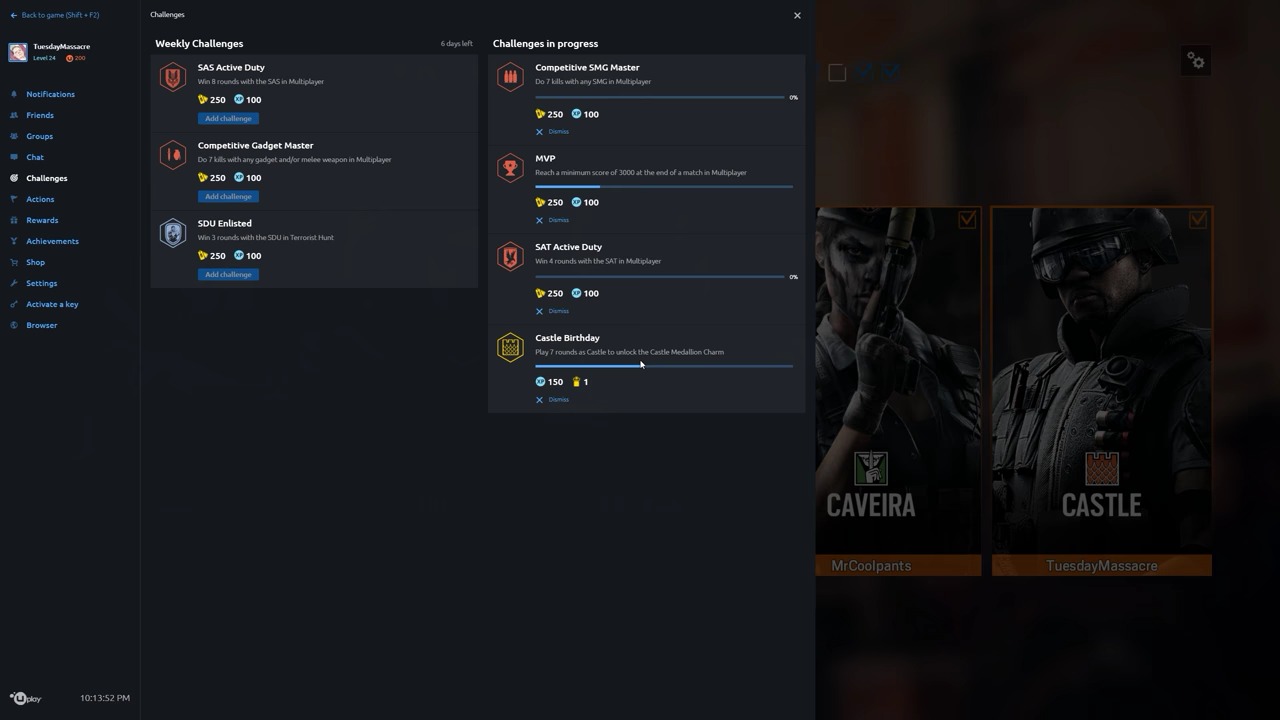 Back to game (Shift + F2)
TuesdayMassacre
Level 24 200
Notifications
Friends
Groups
Chat
Challenges
Actions
Rewards
Achievements
Shop
Settings
Activate a key
Browser
uplay
10:13:52 PM
Challenges
Weekly Challenges
6 days left
SAS Active Duty
Win 8 rounds with the SAS in Multiplayer
250 XP 100
Add challenge
Competitive Gadget Master
Do 7 kills with any gadget and/or melee weapon in Multiplayer
250 XP 100
Add challenge
SDU Enlisted
Win 3 rounds with the SDU in Terrorist Hunt
250 XP 100
Add challenge
Challenges in progress
Competitive SMG Master
Do 7 kills with any SMG in Multiplayer
0%
250 XP 100
Dismiss
MVP
Reach a minimum score of 3000 at the end of a match in Multiplayer
250 XP 100
Dismiss
SAT Active Duty
Win 4 rounds with the SAT in Multiplayer
0%
250 XP 100
Dismiss
Castle Birthday
Play 7 rounds as Castle to unlock the Castle Medallion Charm
XP 150 1
Dismiss
CAVEIRA
MrCoolpants
CASTLE
TuesdayMassacre